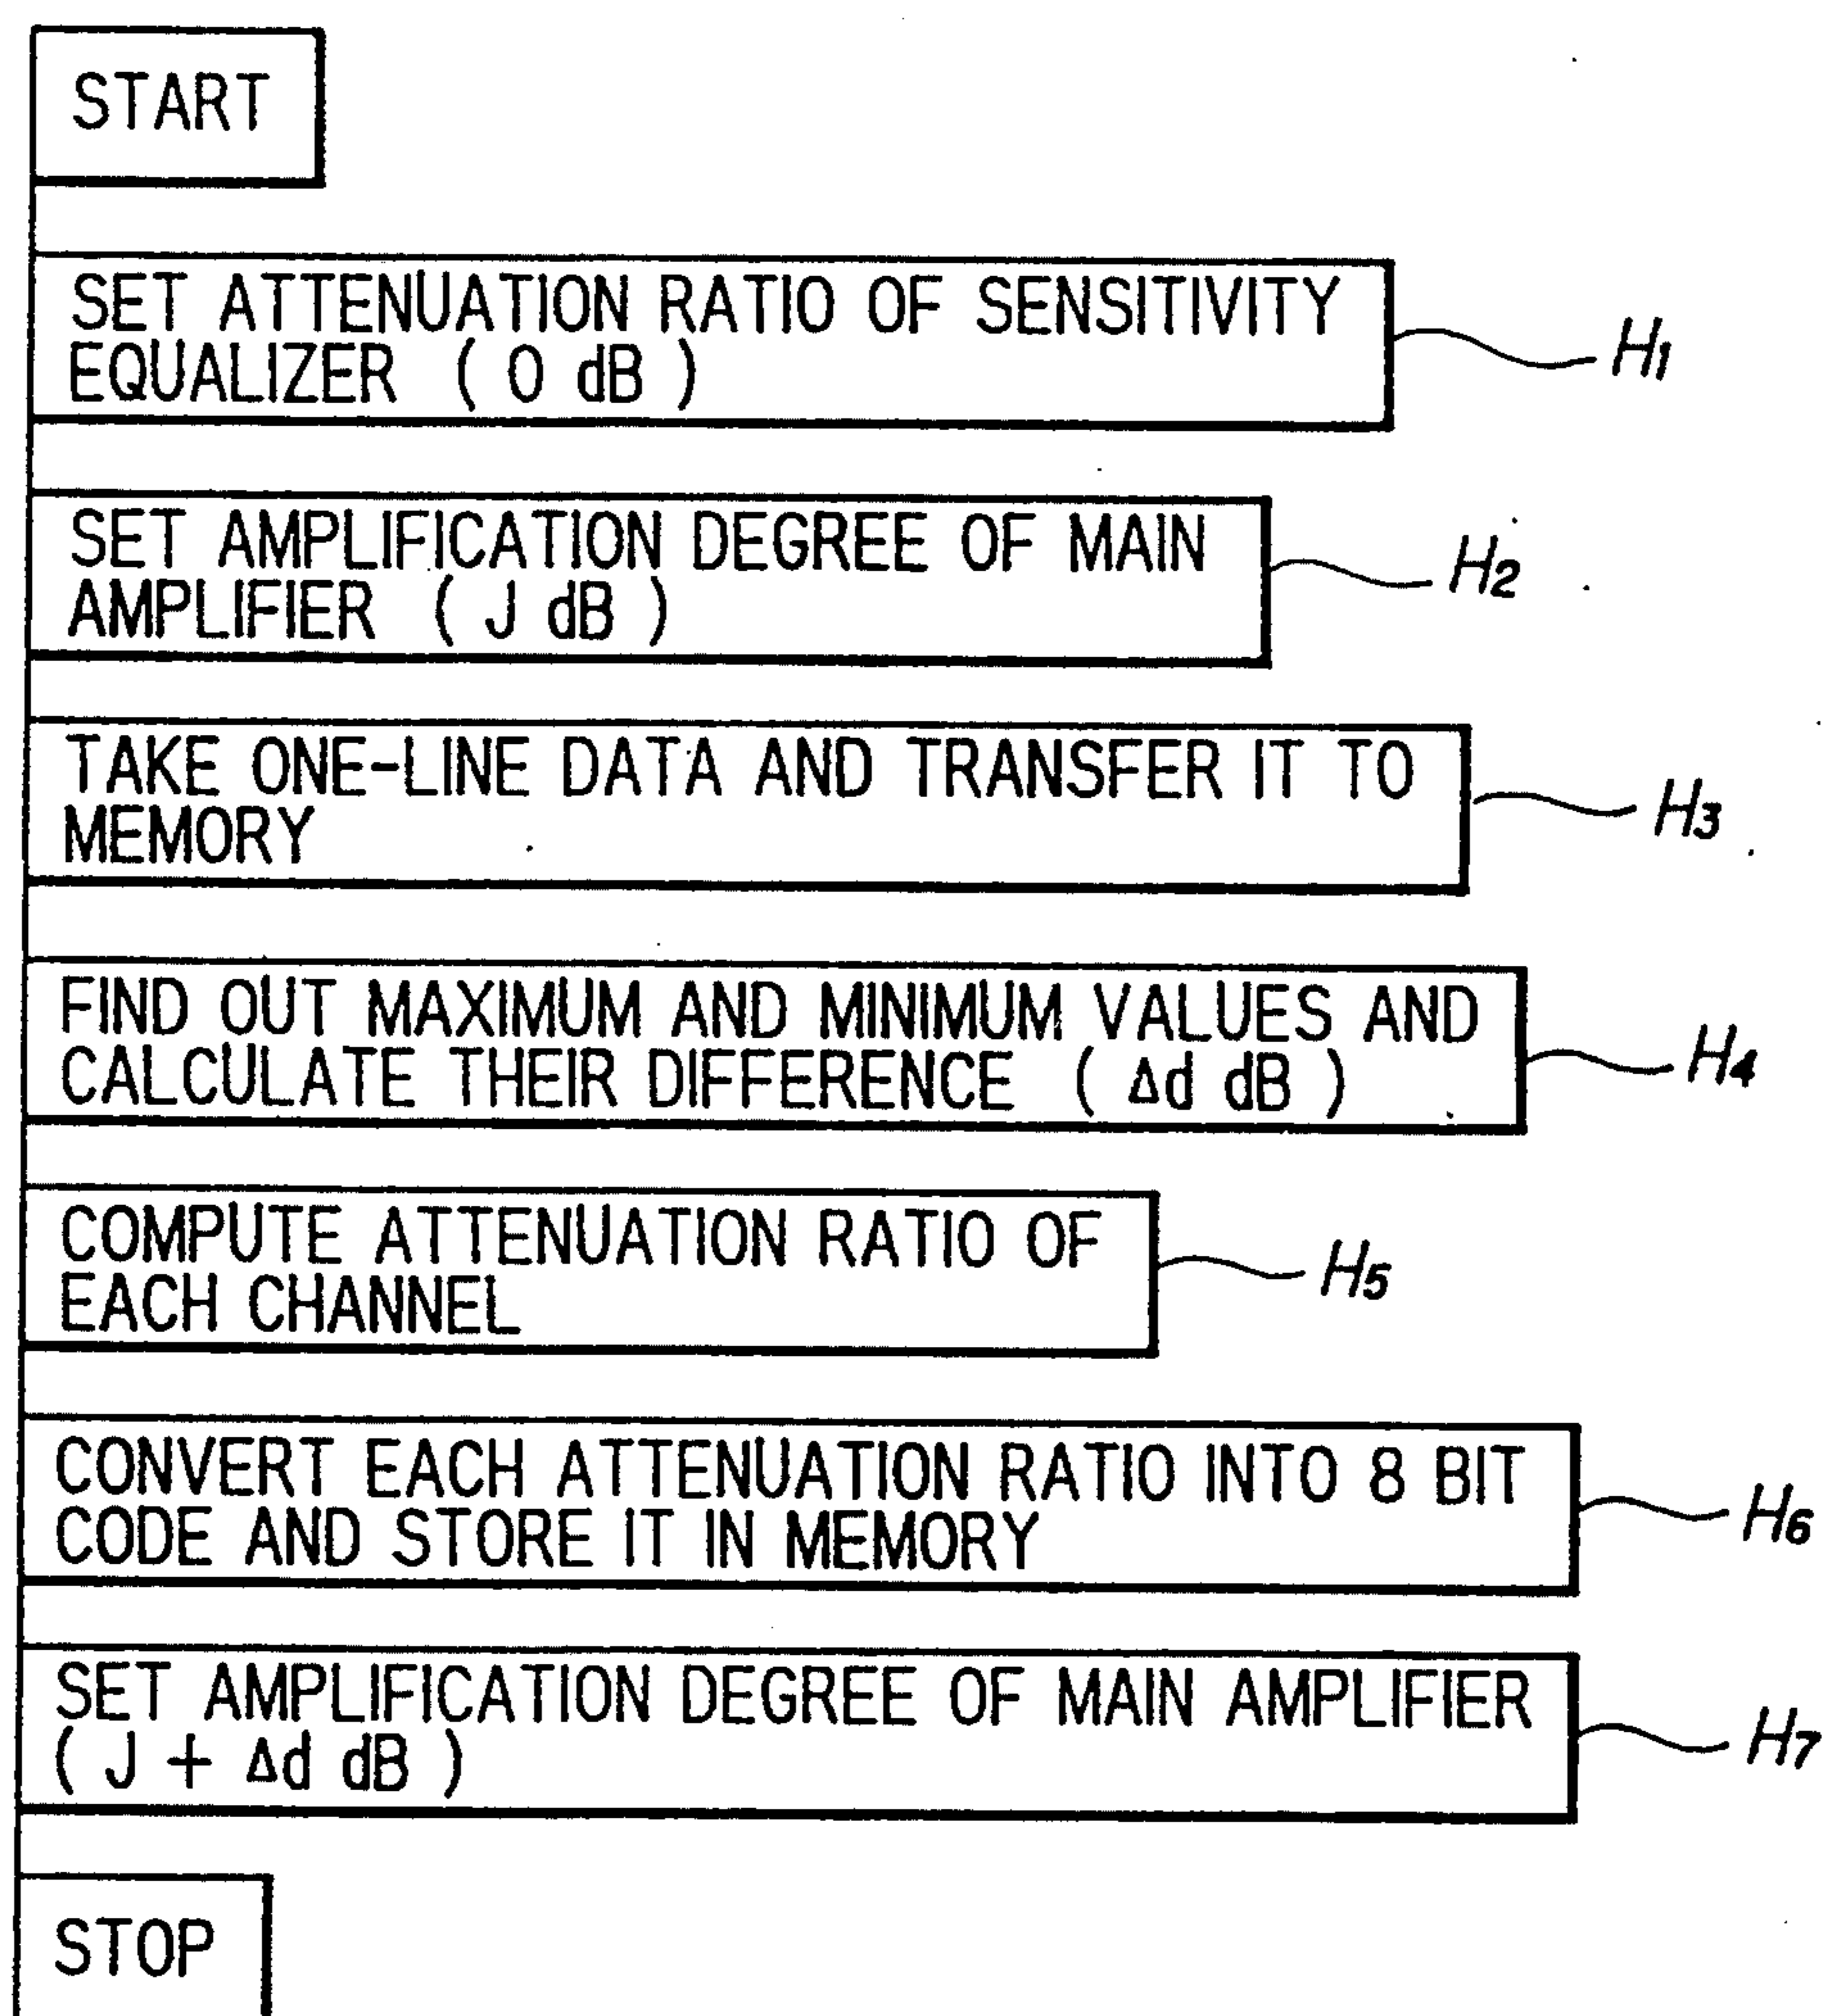 START
SET ATTENUATION RATIO OF SENSITIVITY
EQUALIZER ( 0 dB )
H1
SET AMPLIFICATION DEGREE OF MAIN
AMPLIFIER ( J dB )
H2
TAKE ONE-LINE DATA AND TRANSFER IT TO
MEMORY
H3
FIND OUT MAXIMUM AND MINIMUM VALUES AND
CALCULATE THEIR DIFFERENCE ( Δd dB )
H4
COMPUTE ATTENUATION RATIO OF
EACH CHANNEL
H5
CONVERT EACH ATTENUATION RATIO INTO 8 BIT
CODE AND STORE IT IN MEMORY
H6
SET AMPLIFICATION DEGREE OF MAIN AMPLIFIER
( J + Δd dB )
H7
STOP